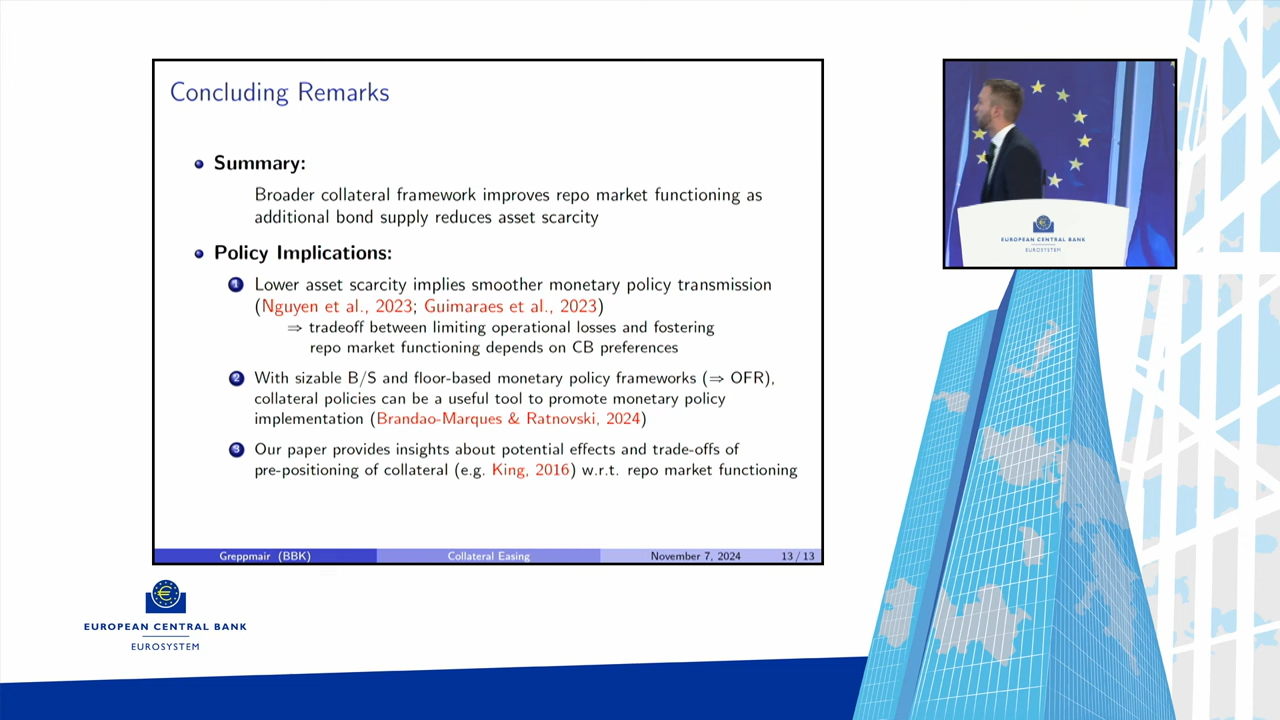 Concluding Remarks
Summary:
Broader collateral framework improves repo market functioning as
additional bond supply reduces asset scarcity
Policy Implications:
1 Lower asset scarcity implies smoother monetary policy transmission
(Nguyen et al., 2023; Guimaraes et al., 2023)
⇒ tradeoff between limiting operational losses and fostering
repo market functioning depends on CB preferences
2 With sizable B/S and floor-based monetary policy frameworks (⇒ OFR),
collateral policies can be a useful tool to promote monetary policy
implementation (Brandao-Marques & Ratnovski, 2024)
3 Our paper provides insights about potential effects and trade-offs of
pre-positioning of collateral (e.g. King, 2016) w.r.t. repo market functioning
Greppmair (BBK) Collateral Easing November 7, 2024 13 / 13
EUROPEAN CENTRAL BANK
EUROSYSTEM
€
EUROPEAN CENTRAL BANK
EUROSYSTEM